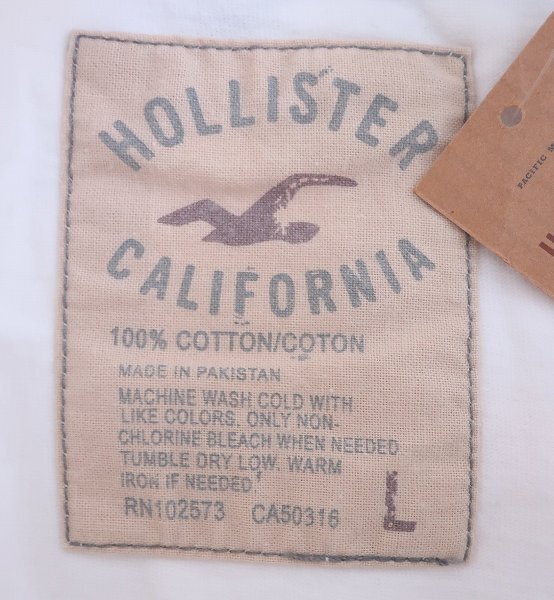 HOLLISTER
CALIFORNIA
100% COTTON/COTON
MADE IN PAKISTAN
MACHINE WASH COLD WITH
LIKE COLORS. ONLY NON-
CHLORINE BLEACH WHEN NEEDED
TUMBLE DRY LOW. WARM
IRON IF NEEDED
RN102573 CA50316
L
PACIFIC